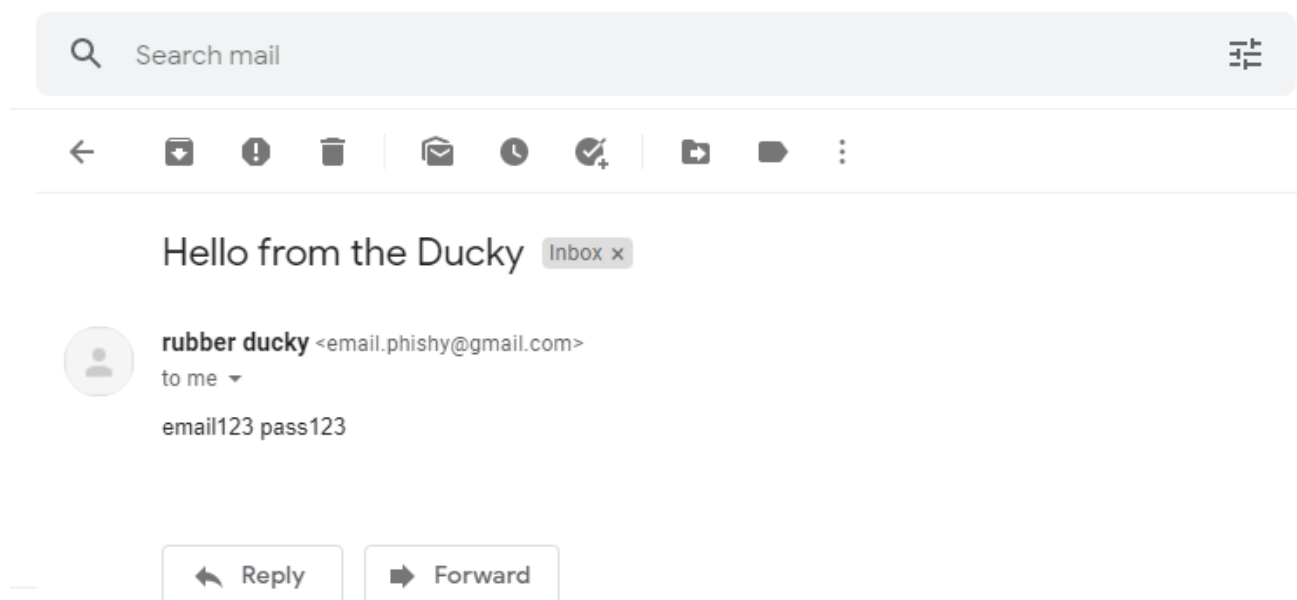 Search mail
Hello from the Ducky Inbox x
rubber ducky <email.phishy@gmail.com>
to me
email123 pass123
Reply Forward